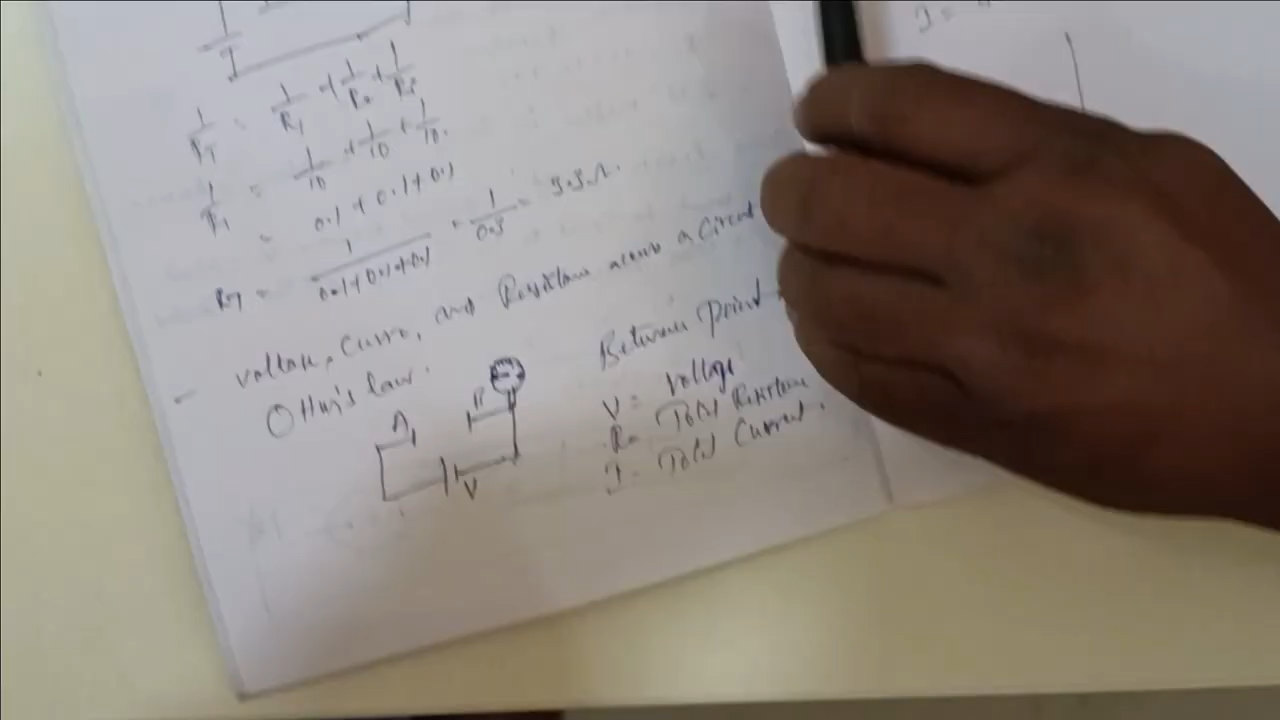 I =
1/RT = 1/R1 + 1/R2 + 1/R3
1/RT = 1/10 + 1/10 + 1/10
= 0.1 + 0.1 + 0.1
RT = 1/0.1+0.1+0.1 = 1/0.3 = 3.3Ω.
- voltage, Current, and Resistance across a Circuit
OHm's law.
Between Point
A
B
V
V = voltage
R = Total Resistance
I = Total Current.